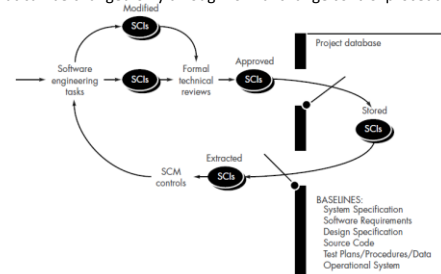 Modified
SCIs
Project database
Approved
Software
engineering
tasks
SCIs
Formal
technical
reviews
SCIs
Stored
SCIs
Extracted
SCM
controls
SCIs
BASELINES:
System Specification
Software Requirements
Design Specification
Source Code
Test Plans/Procedures/Data
Operational System